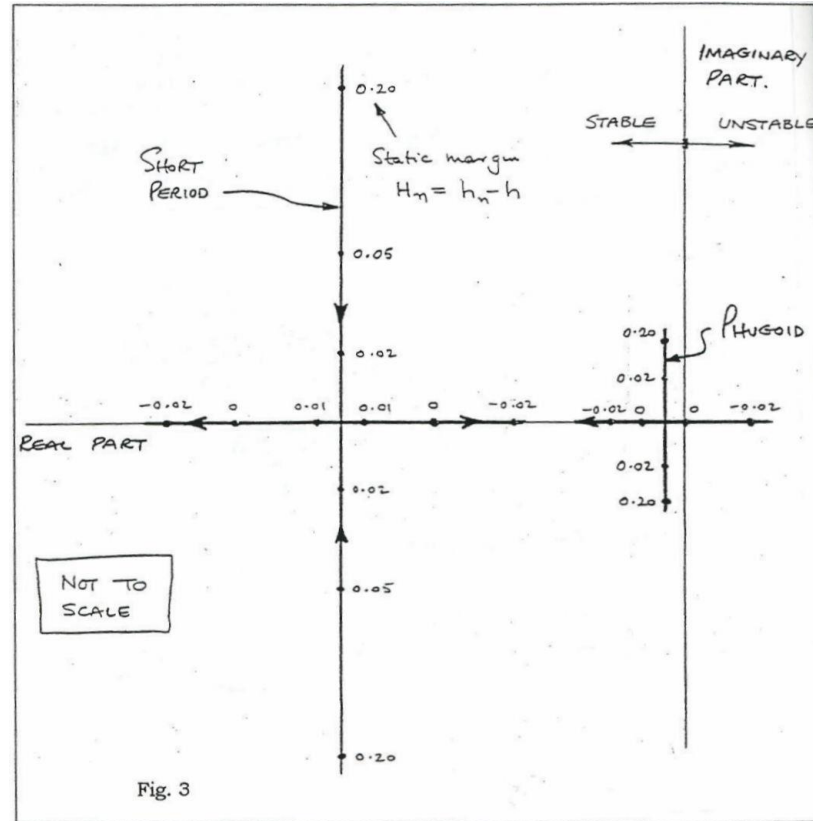 IMAGINARY
PART.
0.20
STABLE
UNSTABLE
SHORT
PERIOD
Static margin
Hn = hn - h
0.05
0.20
PHUGOID
0.02
0.02
-0.02
0
0.01
0.01
0
-0.02
-0.02
0
0
-0.02
REAL PART
0.02
0.02
0.20
NOT TO
SCALE
0.05
0.20
Fig. 3